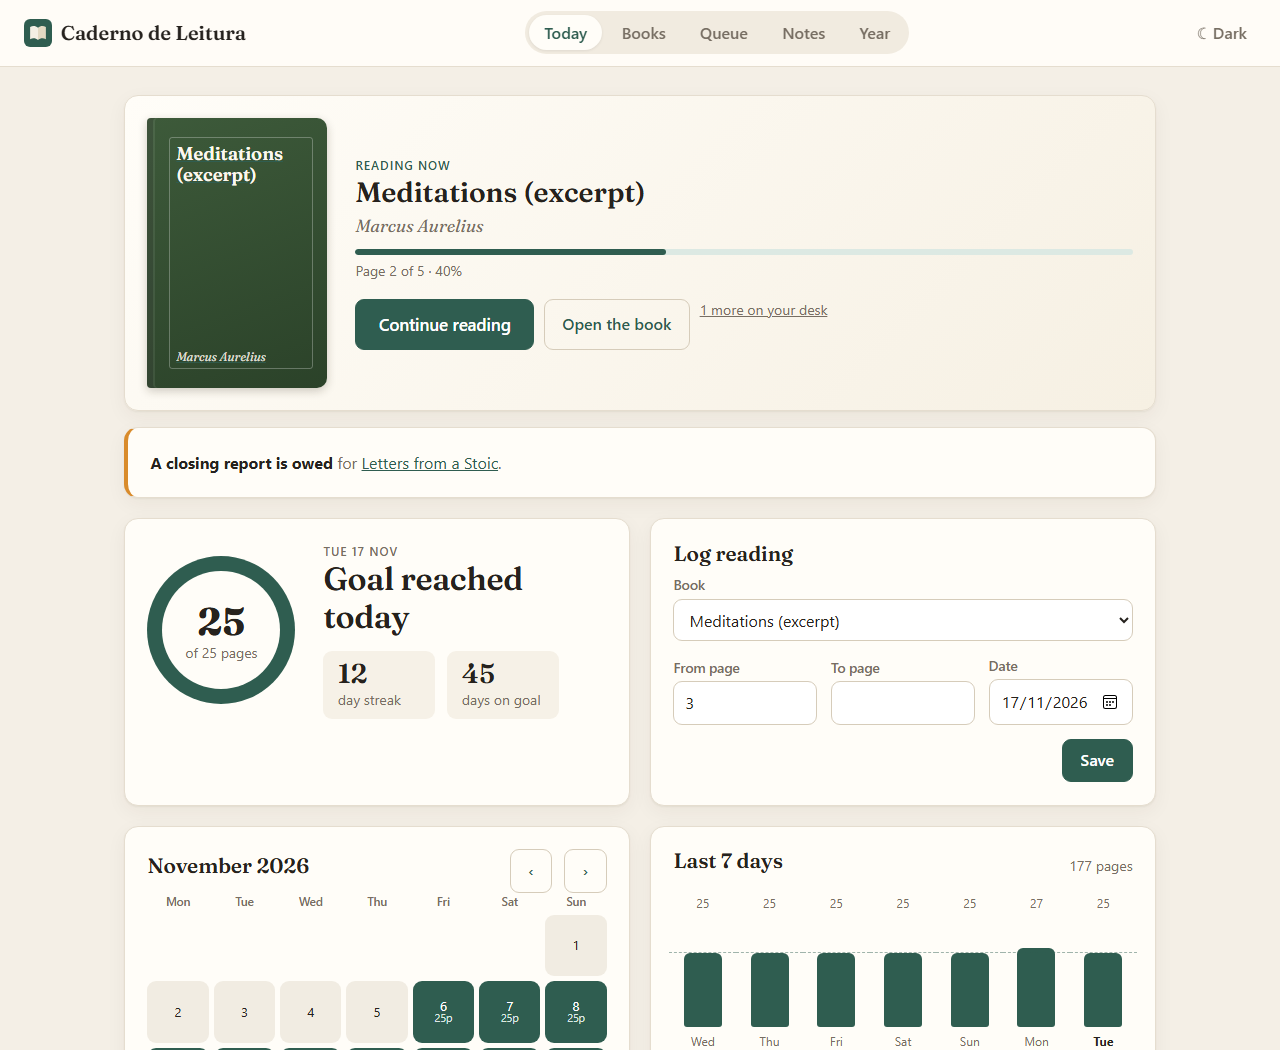 Caderno de Leitura
Today
Books
Queue
Notes
Year
☾ Dark
Meditations
(excerpt)
Marcus Aurelius
READING NOW
Meditations (excerpt)
Marcus Aurelius
Page 2 of 5 · 40%
Continue reading
Open the book
1 more on your desk
A closing report is owed for Letters from a Stoic.
25
of 25 pages
TUE 17 NOV
Goal reached
today
12
day streak
45
days on goal
Log reading
Book
Meditations (excerpt)
From page
To page
Date
3
17/11/2026
Save
November 2026
‹
›
Mon Tue Wed Thu Fri Sat Sun
1
2 3 4 5 6 7 8
25p 25p 25p
Last 7 days
177 pages
25 25 25 25 25 27 25
Wed Thu Fri Sat Sun Mon Tue